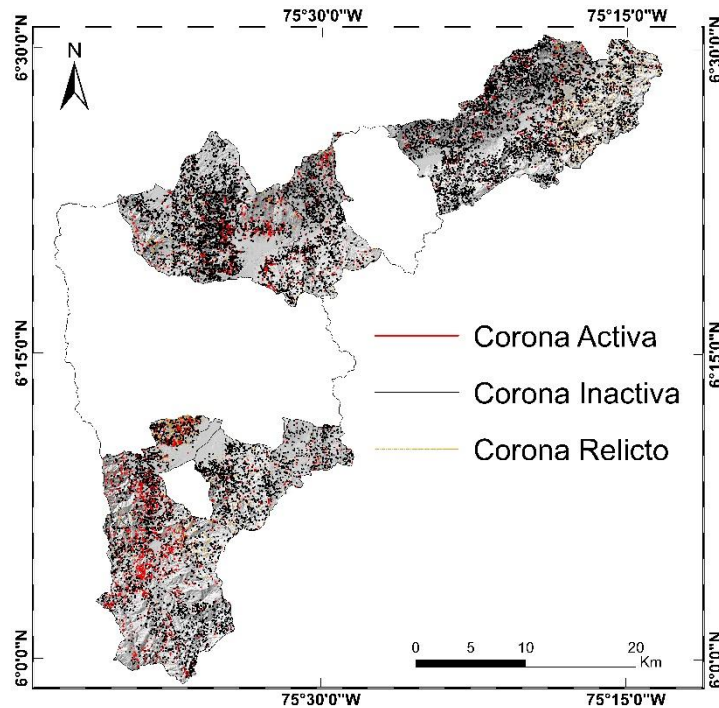 75°30'0"W 75°15'0"W
6°30'0"N 6°30'0"N
N
Corona Activa
6°15'0"N 6°15'0"N
Corona Inactiva
Corona Relicto
0 5 10 20
Km
6°0'0"N 6°0'0"N
75°30'0"W 75°15'0"W